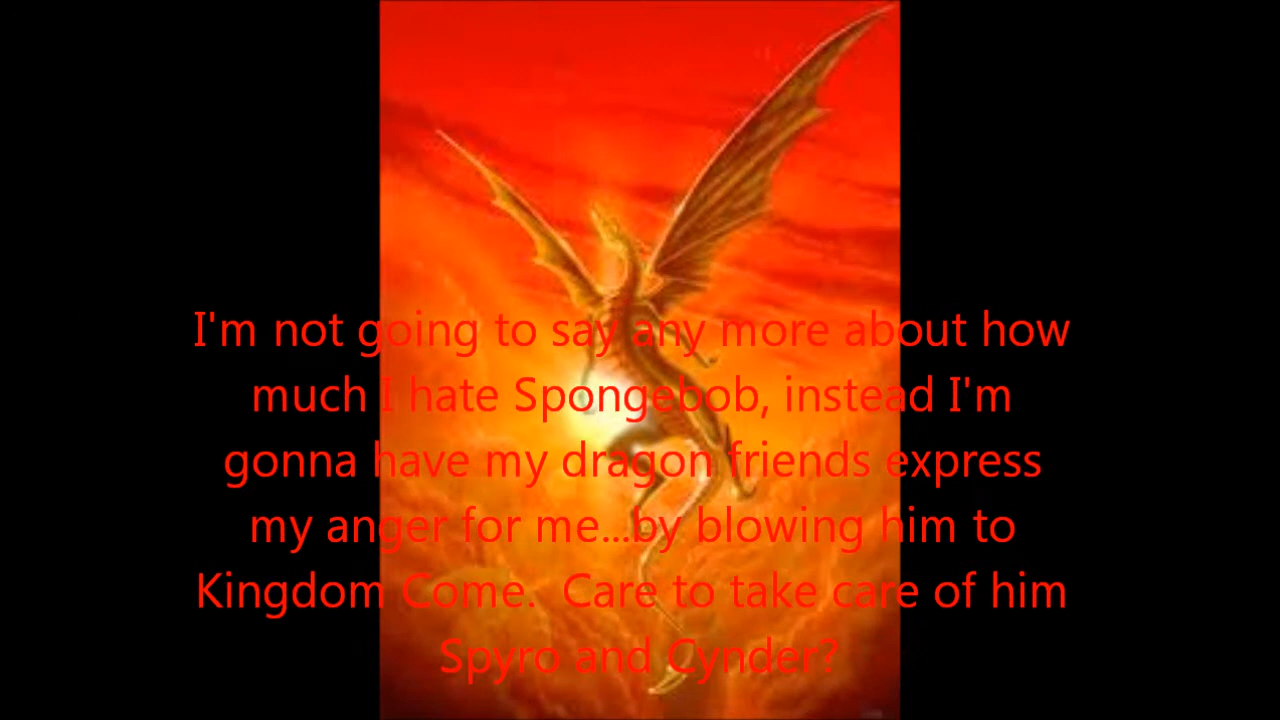 I'm not going to say any more about how
much I hate Spongebob, instead I'm
gonna have my dragon friends express
my anger for me...by blowing him to
Kingdom Come.  Care to take care of him
Spyro and Cynder?